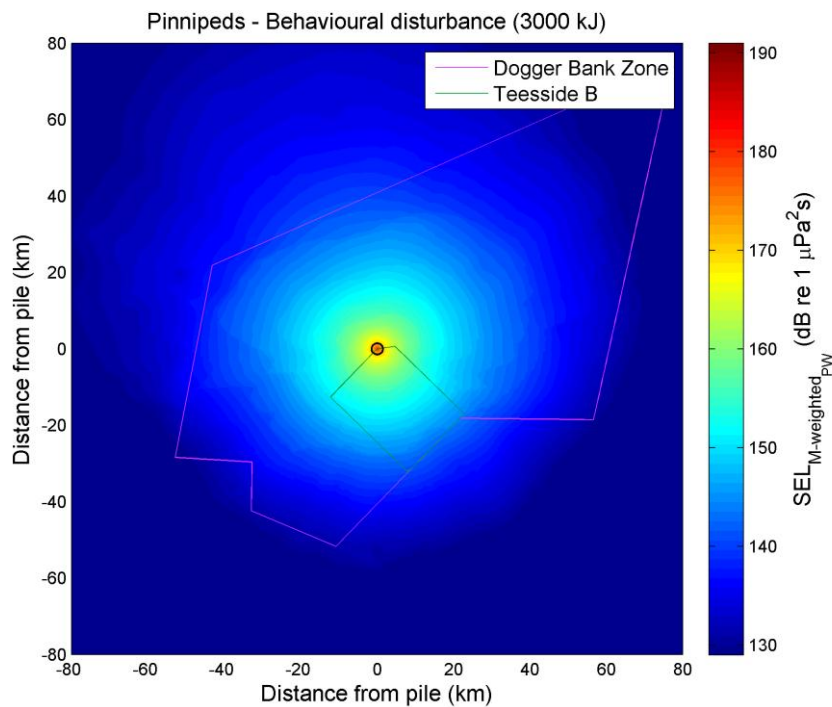 Pinnipeds - Behavioural disturbance (3000 kJ)
Dogger Bank Zone
Teesside B
80
60
40
20
0
-20
-40
-60
-80
Distance from pile (km)
-80 -60 -40 -20 0 20 40 60 80
Distance from pile (km)
190
180
170
160
150
140
130
SEL M-weighted PW (dB re 1 µPa²s)